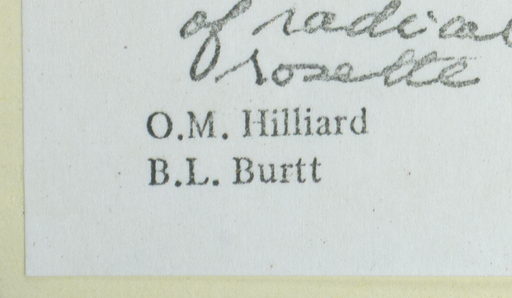 of radical
rosette
O.M. Hilliard
B.L. Burtt